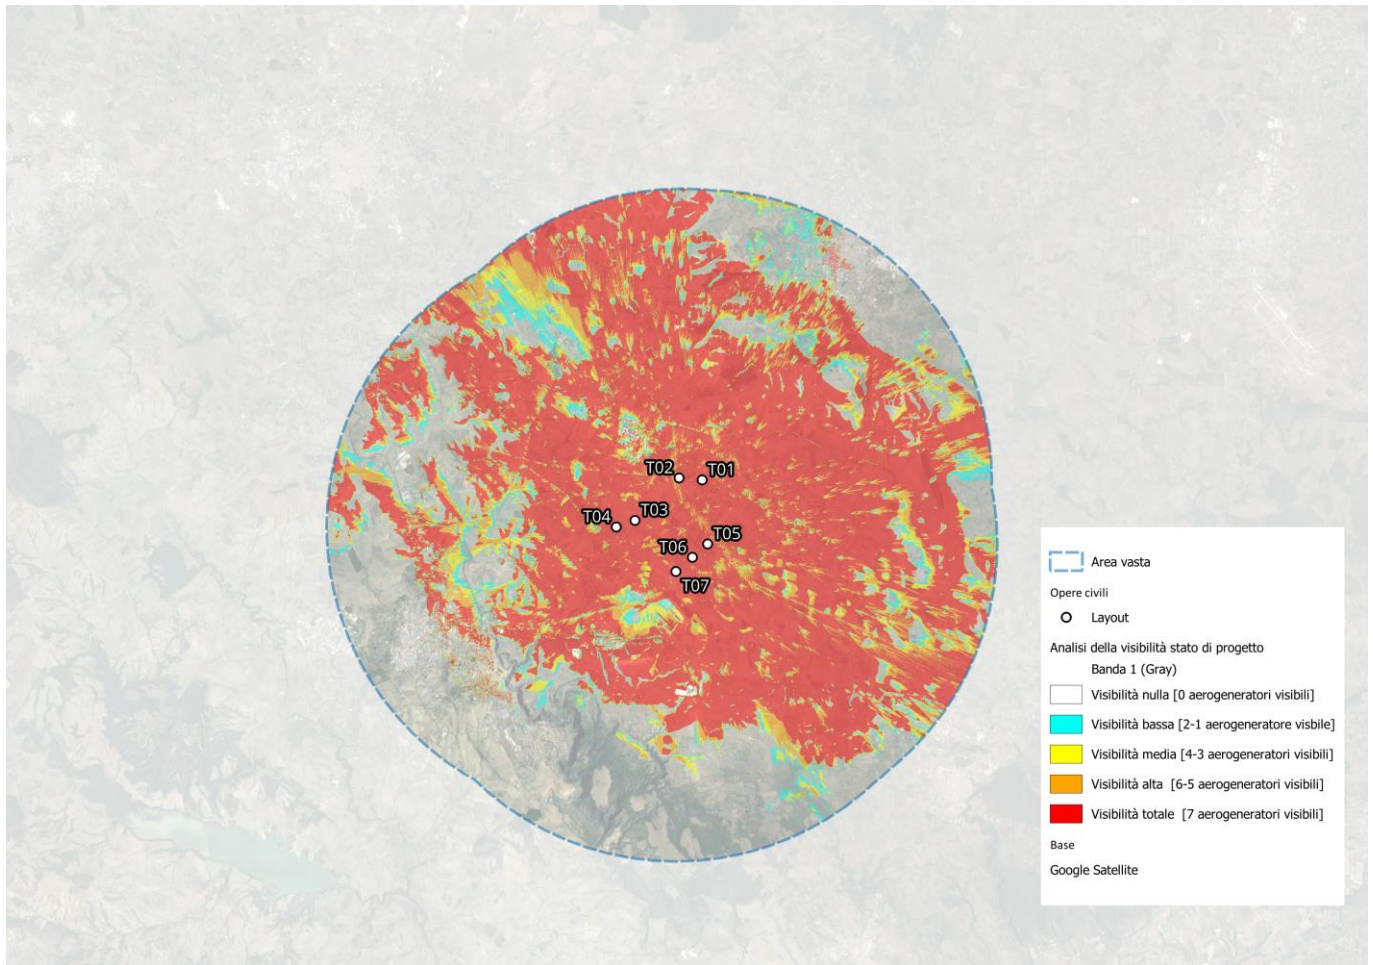 T02
T01
T04
T03
T05
T06
T07
Area vasta
Opere civili
Layout
Analisi della visibilità stato di progetto
Banda 1 (Gray)
Visibilità nulla [0 aerogeneratori visibili]
Visibilità bassa [2-1 aerogeneratore visbile]
Visibilità media [4-3 aerogeneratori visibili]
Visibilità alta [6-5 aerogeneratori visibili]
Visibilità totale [7 aerogeneratori visibili]
Base
Google Satellite